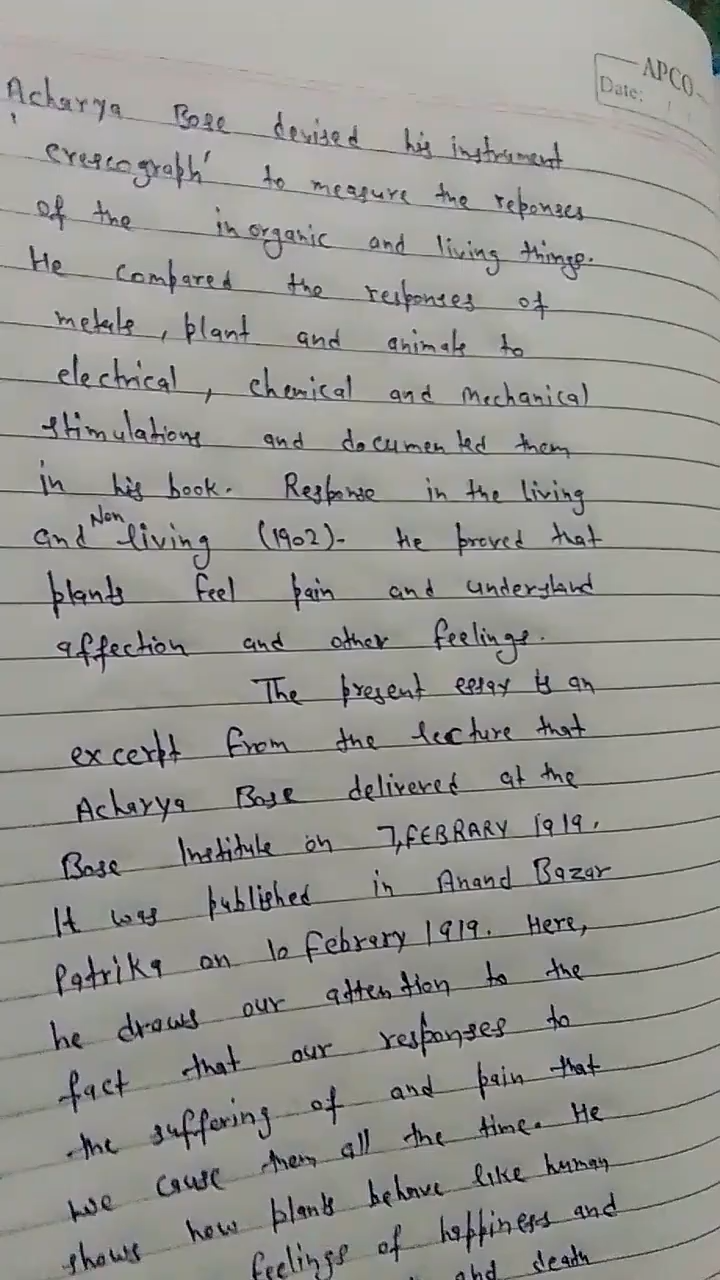 APCO
Date:
Acharya Bose devised his instrument
'crescograph' to measure the reponses
of the inorganic and living things.
He compared the responses of
metals, plant and animals to
electrical, chemical and mechanical
stimulations and documented them
in his book. Response in the living
and Non living (1902)- He proved that
plants feel pain and understand
affection and other feelings.
The present essay is an
excerpt from the lecture that
Acharya Bose delivered at the
Bose Institute on 7, FEBRARY 1919.
It was published in Anand Bazar
Patrika on 10 Febrary 1919. Here,
he draws our attention to the
fact that our responses to
the suffering of and pain that
we cause them all the time. He
shows how plants behave like human
feelings of happiness and
and death